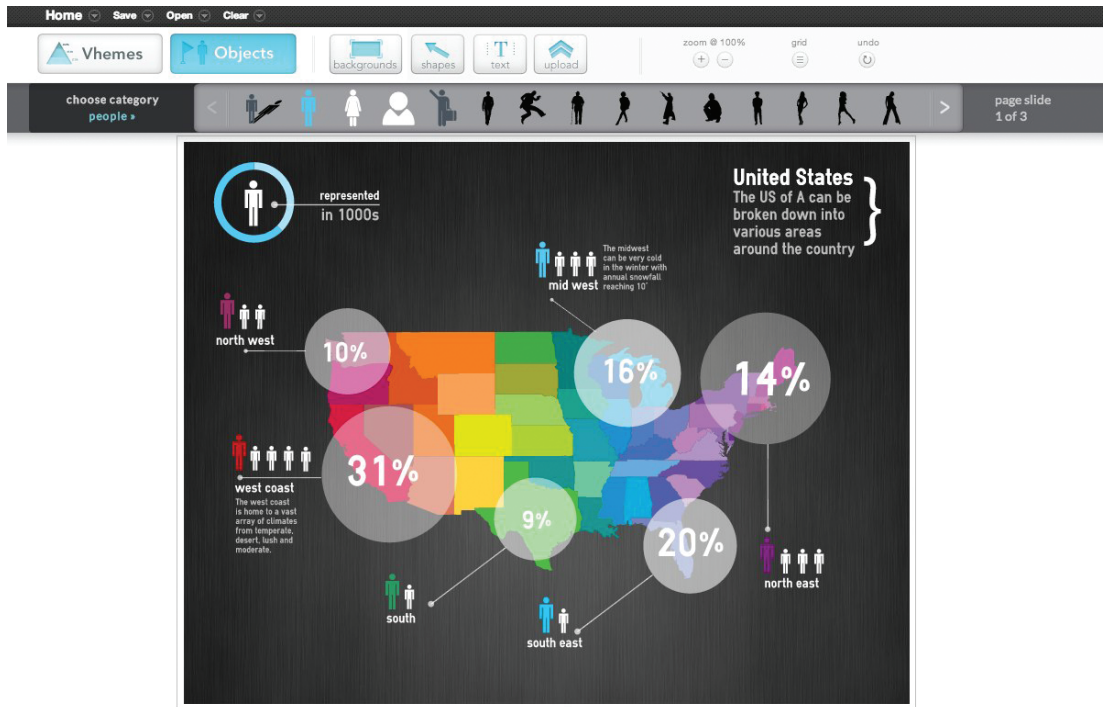 Home Save Open Clear
Vhemes
Objects
backgrounds
shapes
text
upload
zoom @ 100%
grid
undo
choose category
people »
page slide
1 of 3
represented
in 1000s
United States
The US of A can be
broken down into
various areas
around the country
The midwest
can be very cold
in the winter with
annual snowfall
reaching 10'
mid west
north west
10%
16%
14%
31%
west coast
The west coast
is home to a vast
array of climates
from temperate,
desert, lush and
moderate.
9%
20%
north east
south
south east